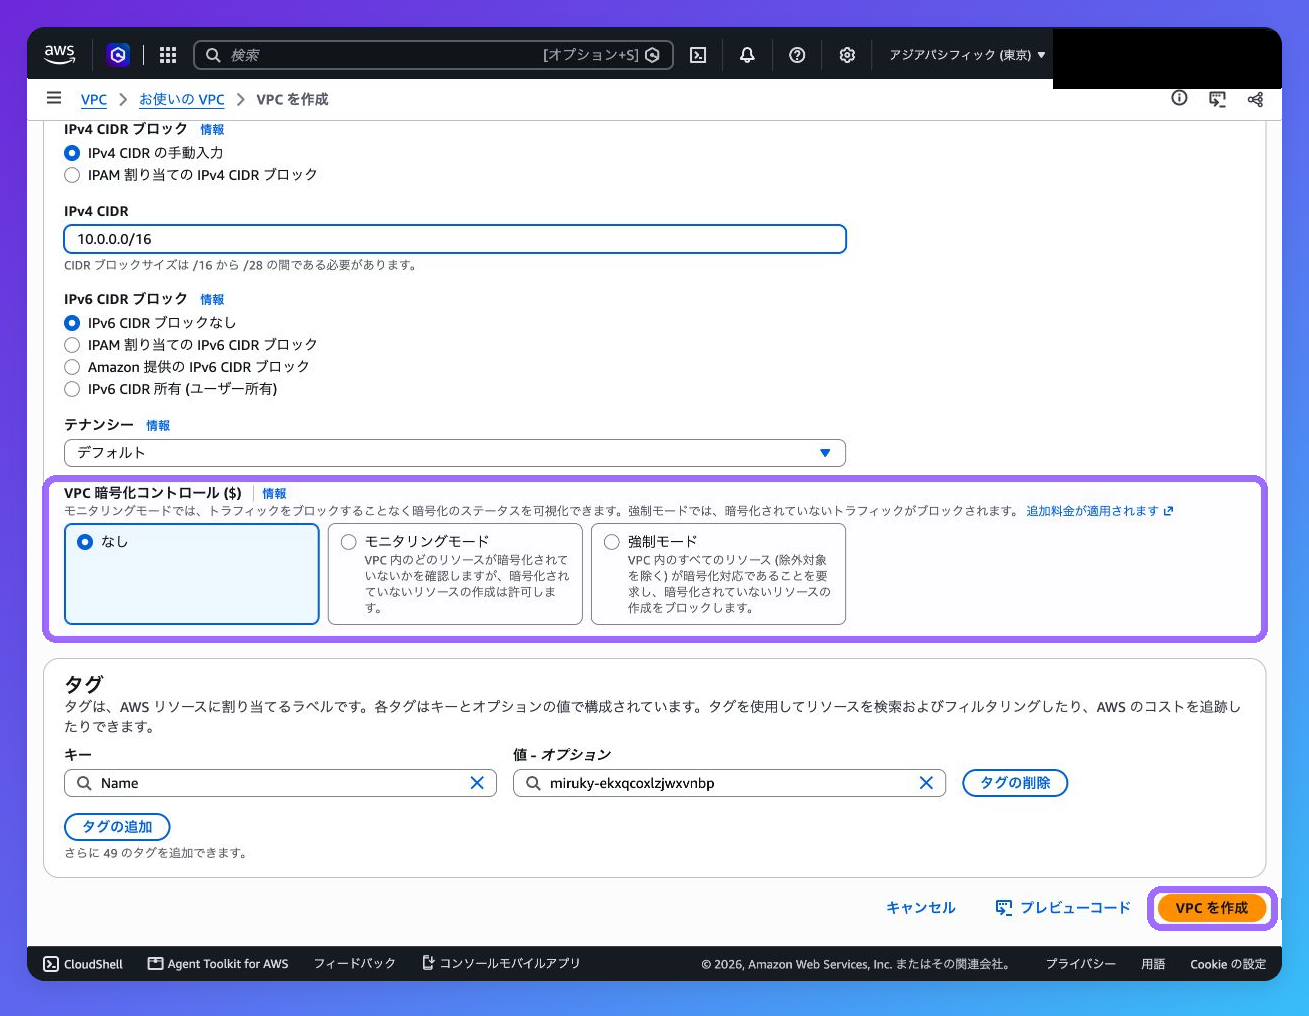 aws
検索 [オプション+S]
アジアパシフィック (東京) ▼
VPC > お使いの VPC > VPC を作成
IPv4 CIDR ブロック 情報
IPv4 CIDR の手動入力
IPAM 割り当ての IPv4 CIDR ブロック
IPv4 CIDR
10.0.0.0/16
CIDR ブロックサイズは /16 から /28 の間である必要があります。
IPv6 CIDR ブロック 情報
IPv6 CIDR ブロックなし
IPAM 割り当ての IPv6 CIDR ブロック
Amazon 提供の IPv6 CIDR ブロック
IPv6 CIDR 所有 (ユーザー所有)
テナンシー 情報
デフォルト
VPC 暗号化コントロール ($) 情報
モニタリングモードでは、トラフィックをブロックすることなく暗号化のステータスを可視化できます。強制モードでは、暗号化されていないトラフィックがブロックされます。 追加料金が適用されます
なし
モニタリングモード
VPC 内のどのリソースが暗号化されて
いないかを確認しますが、暗号化され
ていないリソースの作成は許可しま
す。
強制モード
VPC 内のすべてのリソース (除外対象
を除く) が暗号化対応であることを要
求し、暗号化されていないリソースの
作成をブロックします。
タグ
タグは、AWS リソースに割り当てるラベルです。各タグはキーとオプションの値で構成されています。タグを使用してリソースを検索およびフィルタリングしたり、AWS のコストを追跡し
たりできます。
キー
値 - オプション
Name
miruky-ekxqcoxlzjwxvnbp
タグの削除
タグの追加
さらに 49 のタグを追加できます。
キャンセル プレビューコード VPC を作成
CloudShell Agent Toolkit for AWS フィードバック コンソールモバイルアプリ © 2026, Amazon Web Services, Inc. またはその関連会社。 プライバシー 用語 Cookie の設定